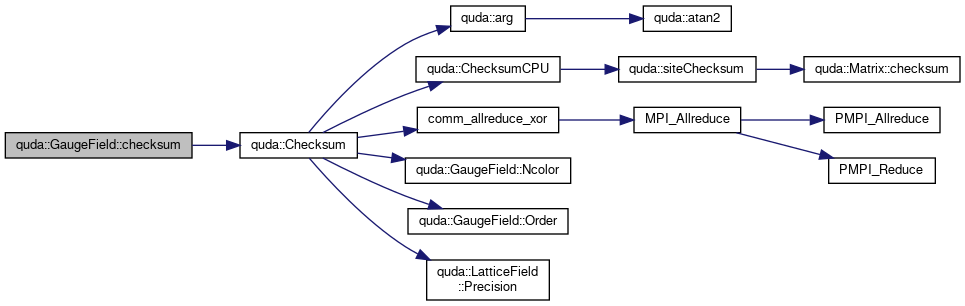 quda::GaugeField::checksum
quda::Checksum
quda::arg
quda::atan2
quda::ChecksumCPU
quda::siteChecksum
quda::Matrix::checksum
comm_allreduce_xor
MPI_Allreduce
PMPI_Allreduce
PMPI_Reduce
quda::GaugeField::Ncolor
quda::GaugeField::Order
quda::LatticeField
::Precision